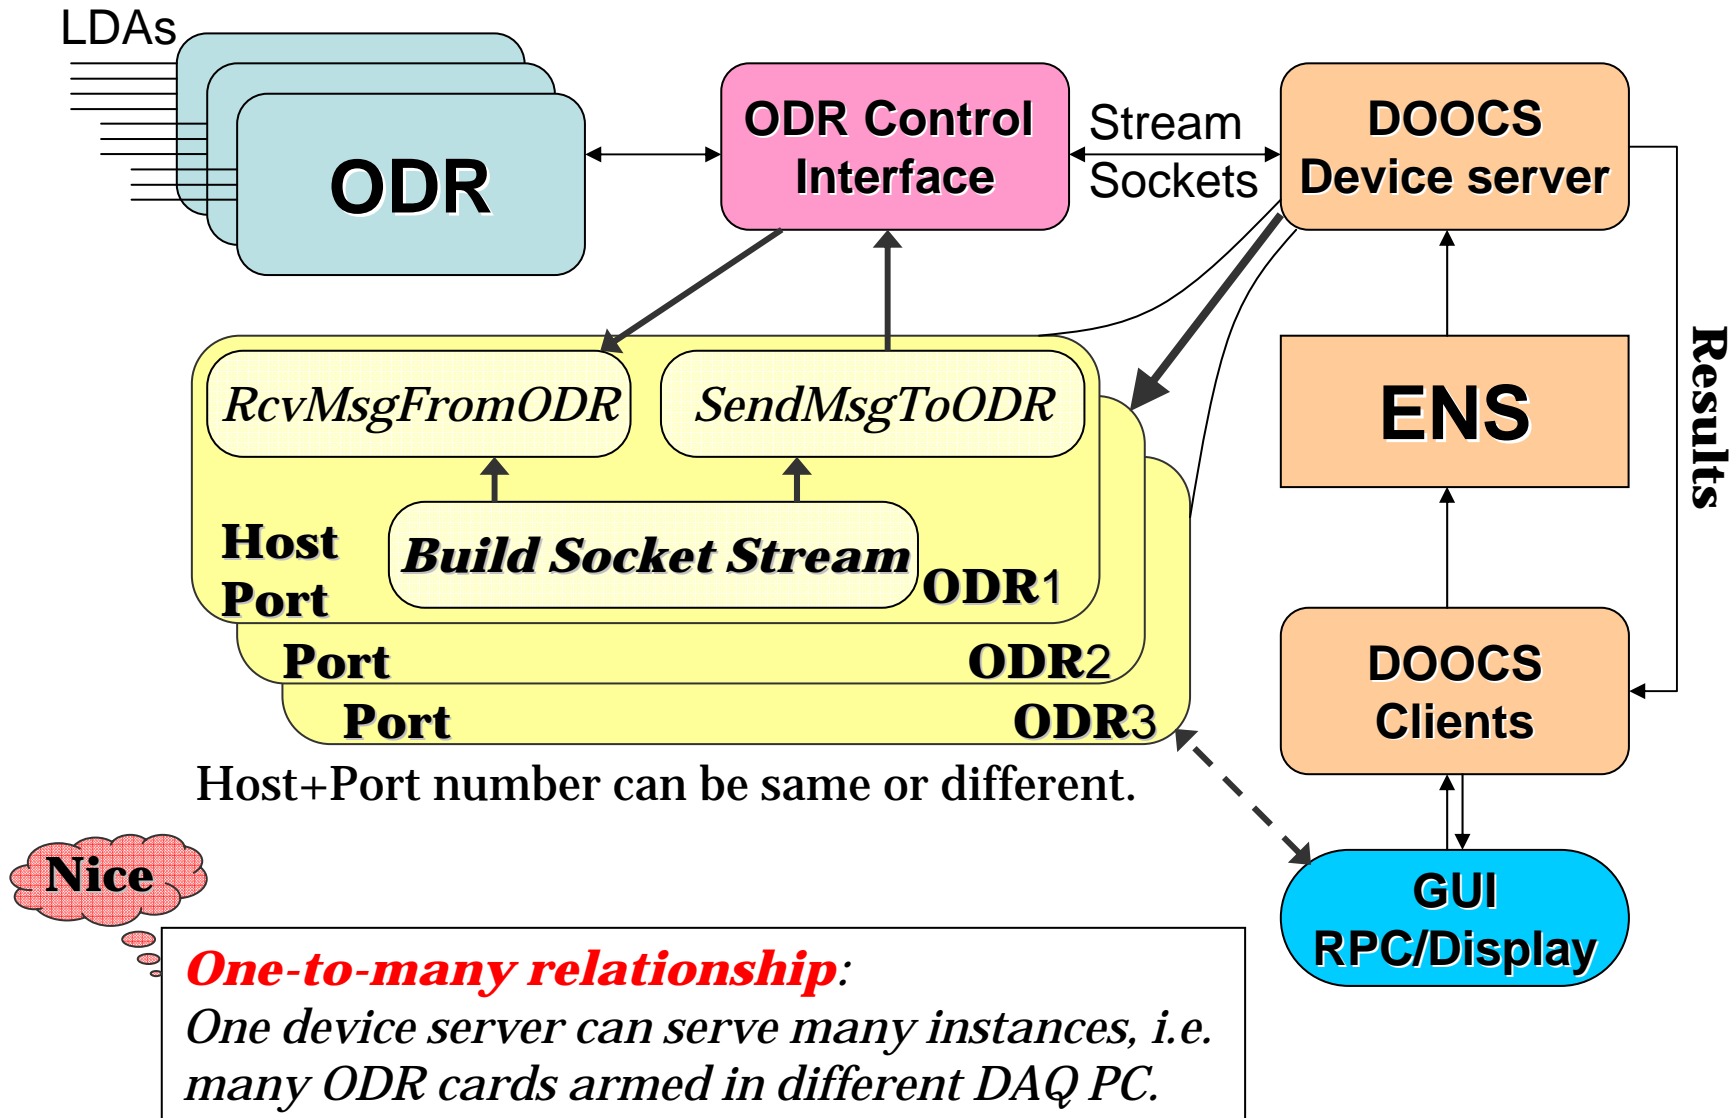 LDAs
ODR
ODR Control
Interface
Stream
Sockets
DOOCS
Device server
Results
RcvMsgFromODR
SendMsgToODR
ENS
Build Socket Stream
Host
Port
ODR1
Port
ODR2
Port
ODR3
DOOCS
Clients
Host+Port number can be same or different.
Nice
GUI
RPC/Display
One-to-many relationship:
One device server can serve many instances, i.e.
many ODR cards armed in different DAQ PC.